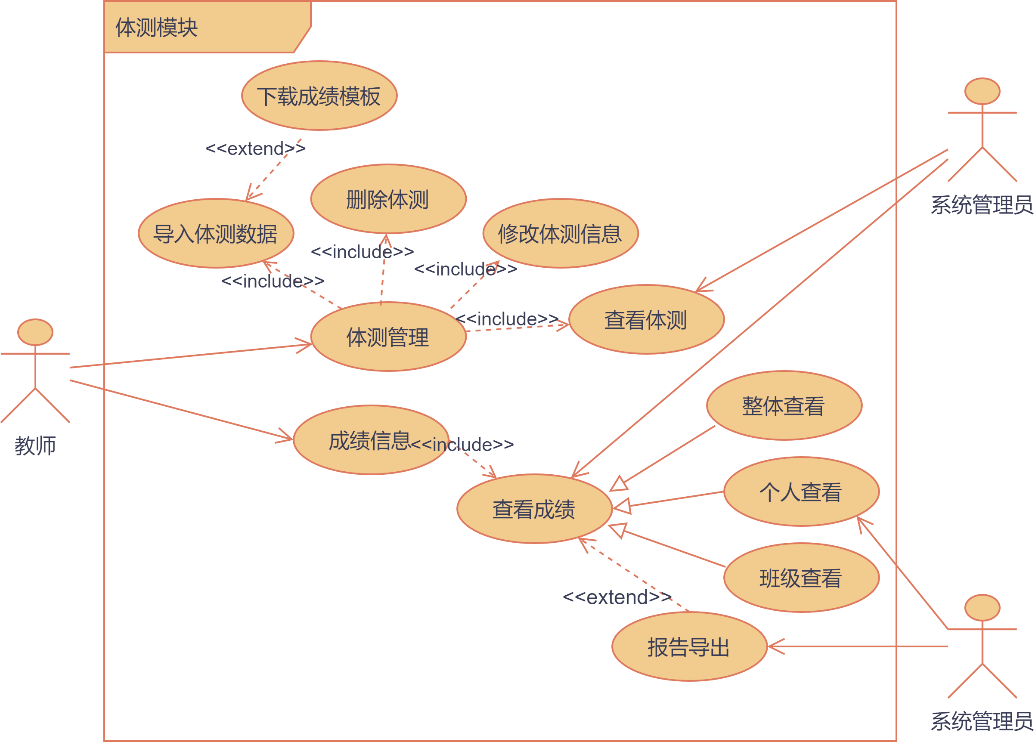 体测模块
下载成绩模板
<<extend>>
系统管理员
删除体测
导入体测数据
修改体测信息
<<include>>
<<include>>
<<include>>
<<include>>
查看体测
体测管理
教师
整体查看
成绩信息
<<include>>
个人查看
查看成绩
班级查看
<<extend>>
报告导出
系统管理员